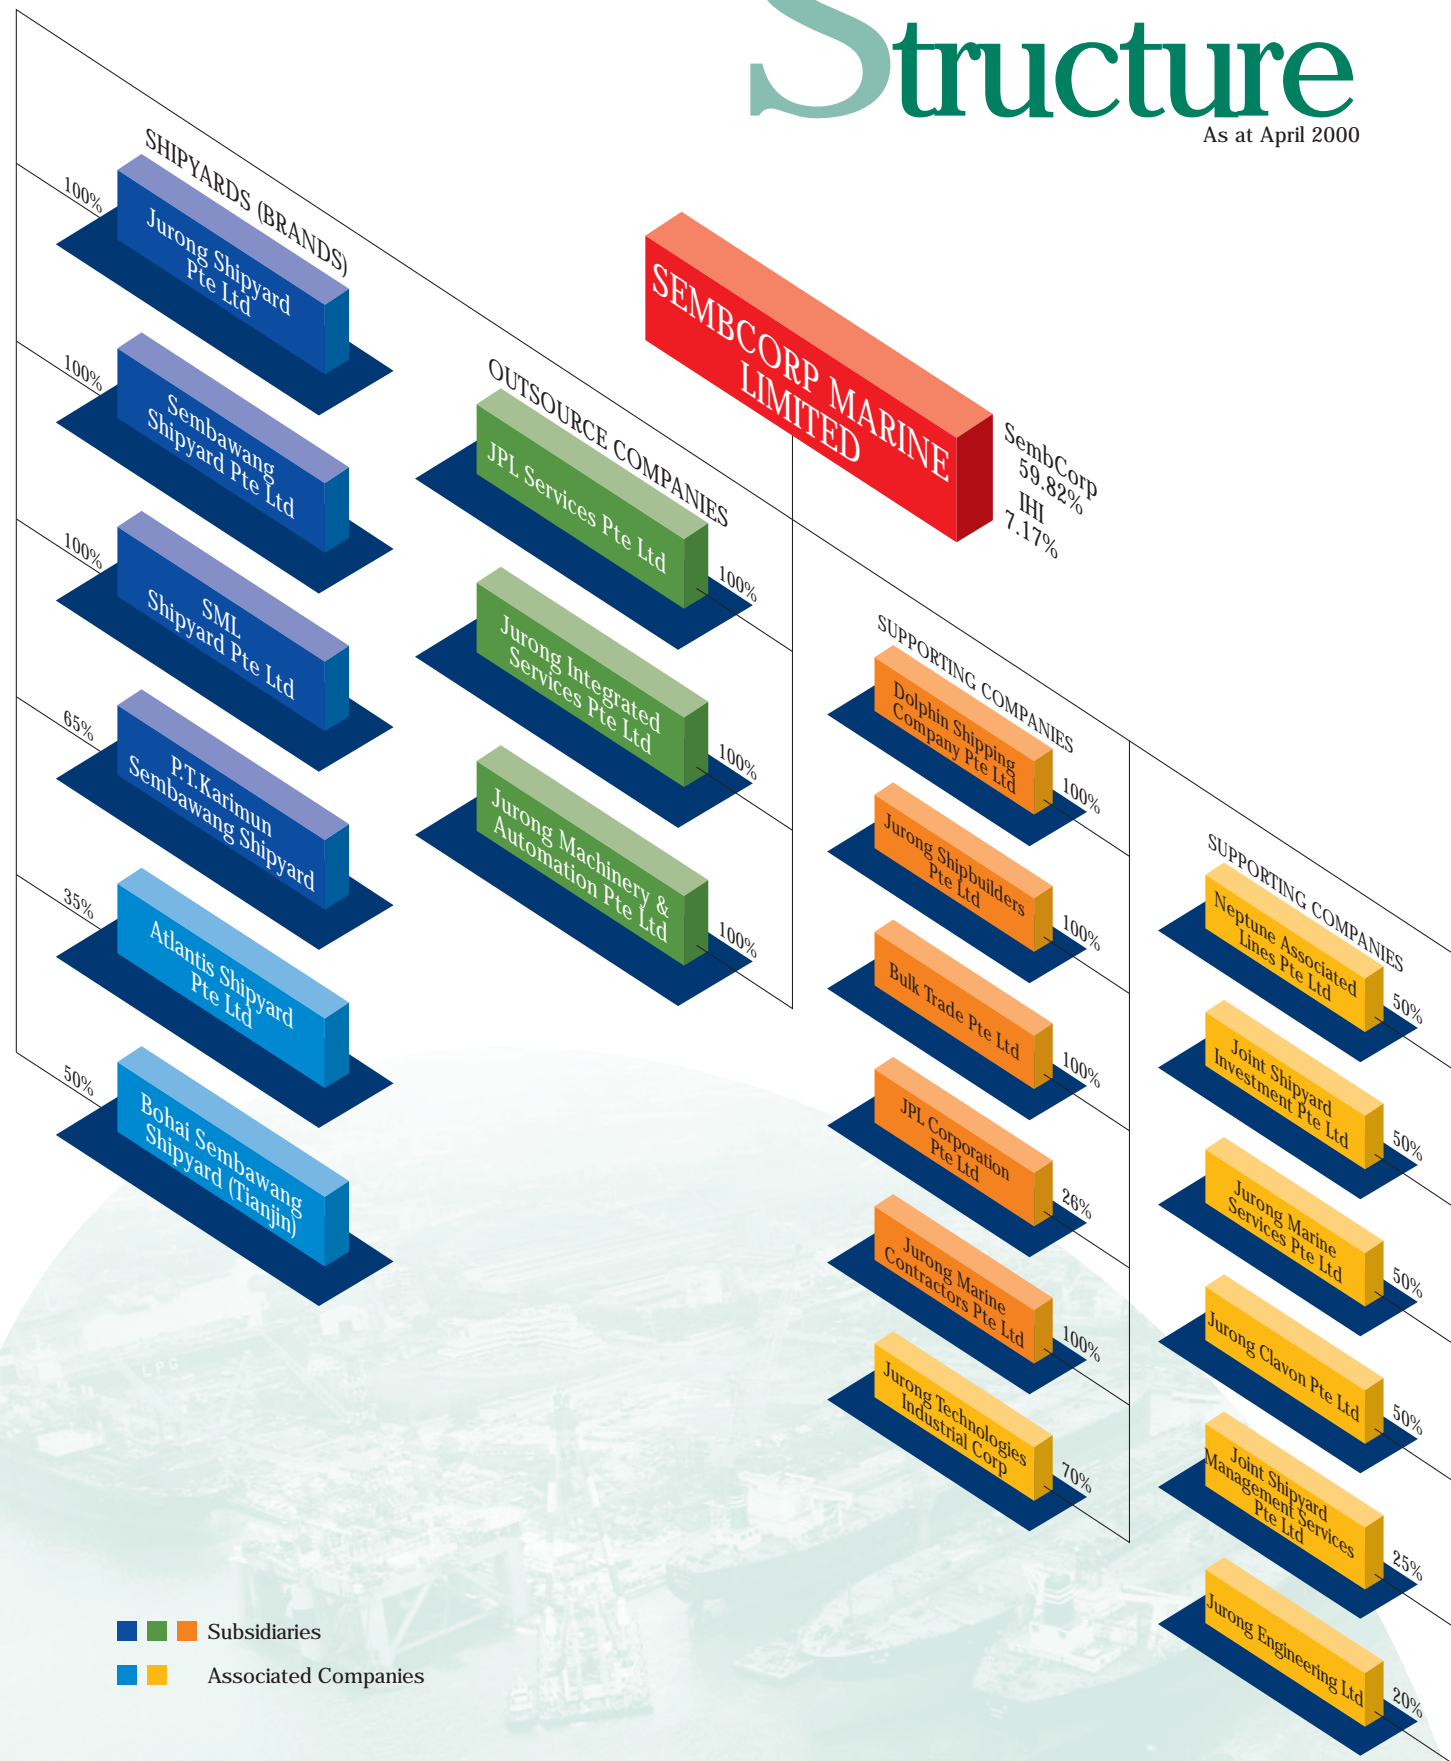 Structure
As at April 2000
SEMBCORP MARINE
LIMITED
SembCorp
59.82%
IHI
7.17%
SHIPYARDS (BRANDS)
100%
Jurong Shipyard
Pte Ltd
100%
Sembawang
Shipyard Pte Ltd
100%
SML
Shipyard Pte Ltd
65%
P.T.Karimun
Sembawang Shipyard
35%
Atlantis Shipyard
Pte Ltd
50%
Bohai Sembawang
Shipyard (Tianjin)
OUTSOURCE COMPANIES
JPL Services Pte Ltd
100%
Jurong Integrated
Services Pte Ltd
100%
Jurong Machinery &
Automation Pte Ltd
100%
SUPPORTING COMPANIES
Dolphin Shipping
Company Pte Ltd
100%
Jurong Shipbuilders
Pte Ltd
100%
Bulk Trade Pte Ltd
100%
JPL Corporation
Pte Ltd
26%
Jurong Marine
Contractors Pte Ltd
100%
Jurong Technologies
Industrial Corp
70%
SUPPORTING COMPANIES
Neptune Associated
Lines Pte Ltd
50%
Joint Shipyard
Investment Pte Ltd
50%
Jurong Marine
Services Pte Ltd
50%
Jurong Clavon Pte Ltd
50%
Joint Shipyard
Management Services
Pte Ltd
25%
Jurong Engineering Ltd
20%
LPG
Subsidiaries
Associated Companies